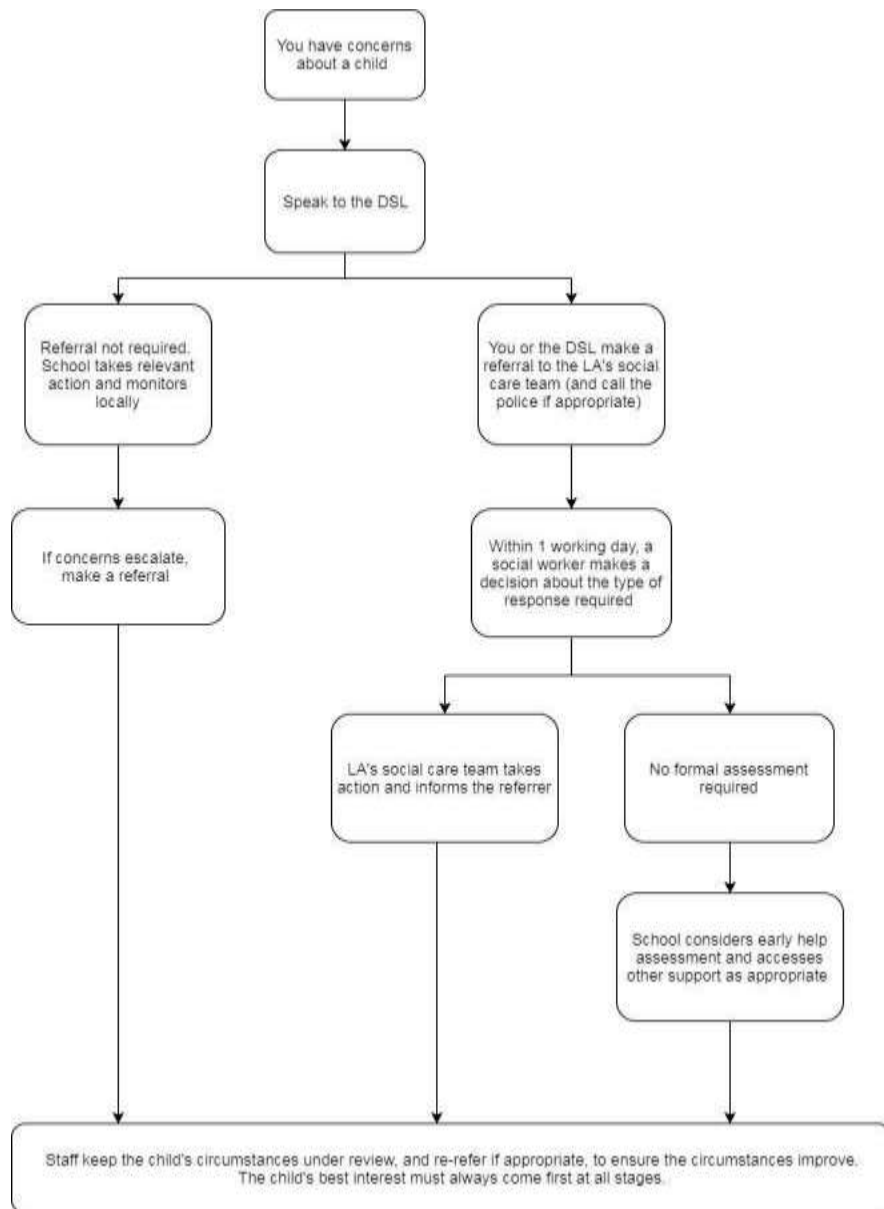 You have concerns
about a child
Speak to the DSL
Referral not required.
School takes relevant
action and monitors
locally
You or the DSL make a
referral to the LA's social
care team (and call the
police if appropriate)
If concerns escalate,
make a referral
Within 1 working day, a
social worker makes a
decision about the type of
response required
LA's social care team takes
action and informs the referrer
No formal assessment
required
School considers early help
assessment and accesses
other support as appropriate
Staff keep the child's circumstances under review, and re-refer if appropriate, to ensure the circumstances improve.
The child's best interest must always come first at all stages.